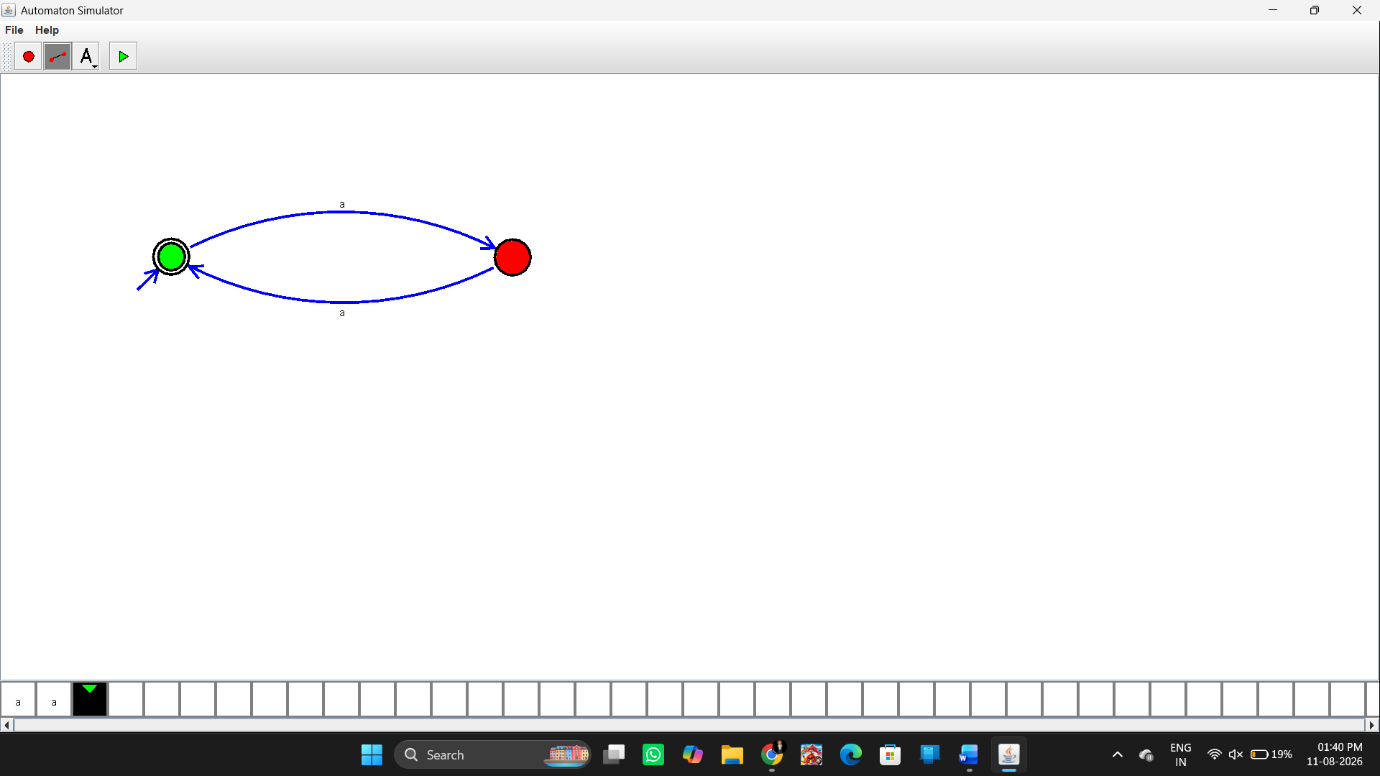 Automaton Simulator
File Help
A
a
a
a a
Search
ENG
IN
19%
01:40 PM
11-08-2026